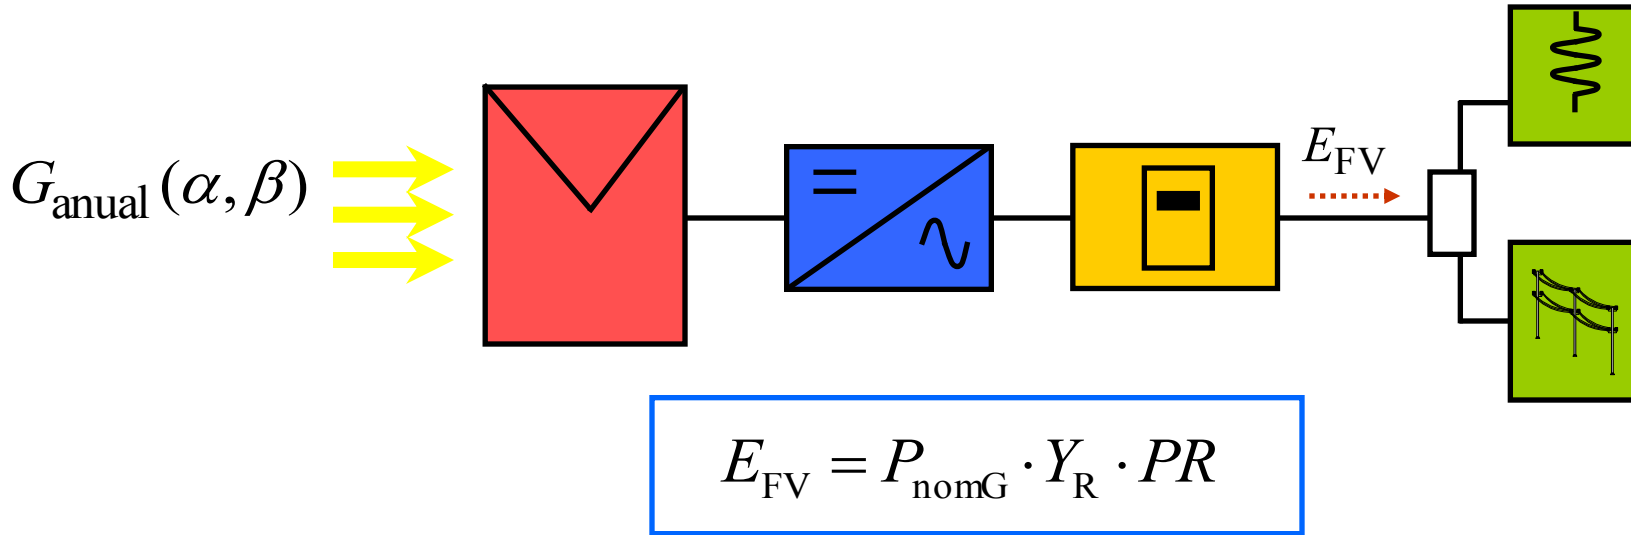 G_anual (α, β)
E_FV
E_FV = P_nomG · Y_R · PR